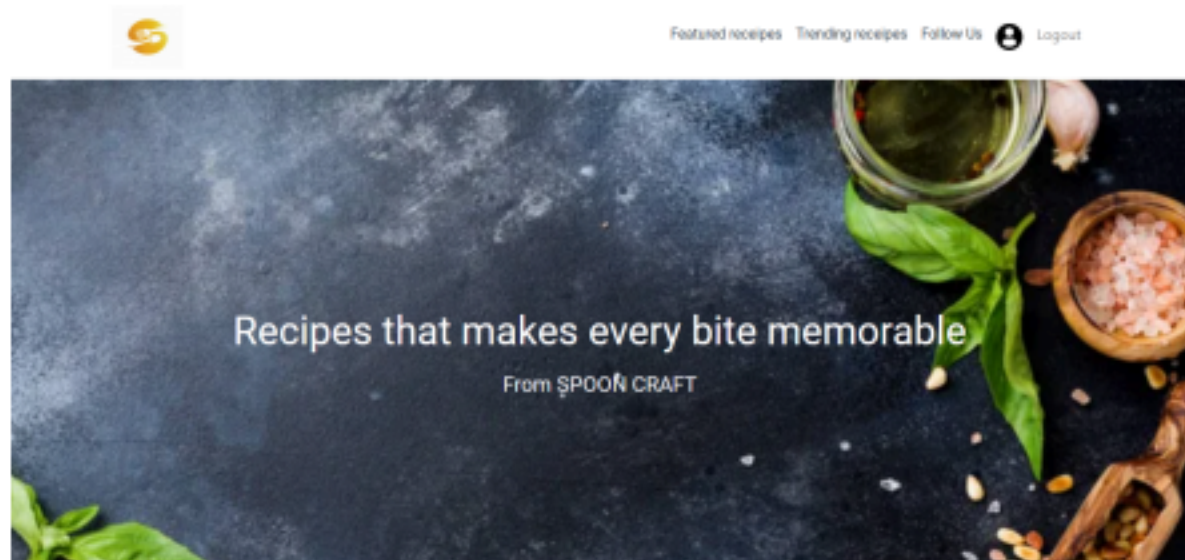 Featured receipes Trending receipes Follow Us Logout
Recipes that makes every bite memorable
From SPOON CRAFT